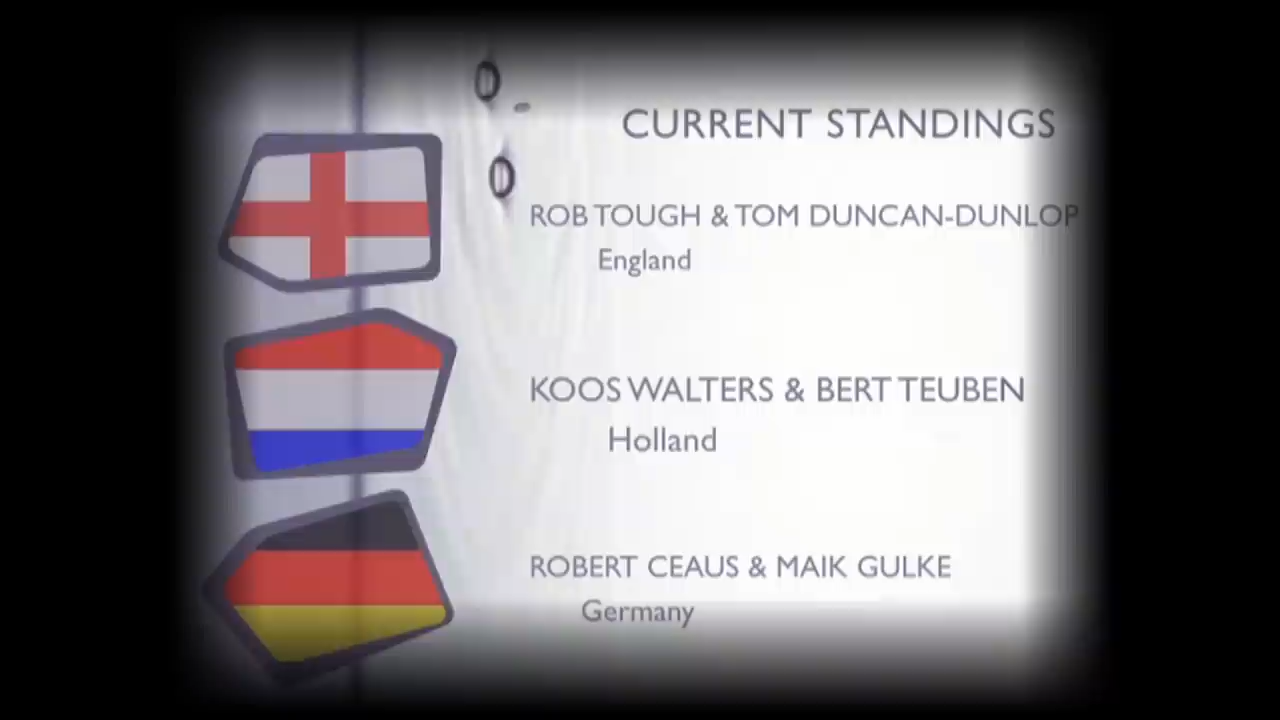 CURRENT STANDINGS
ROB TOUGH & TOM DUNCAN-DUNLOP
England
KOOS WALTERS & BERT TEUBEN
Holland
ROBERT CEAUS & MAIK GULKE
Germany